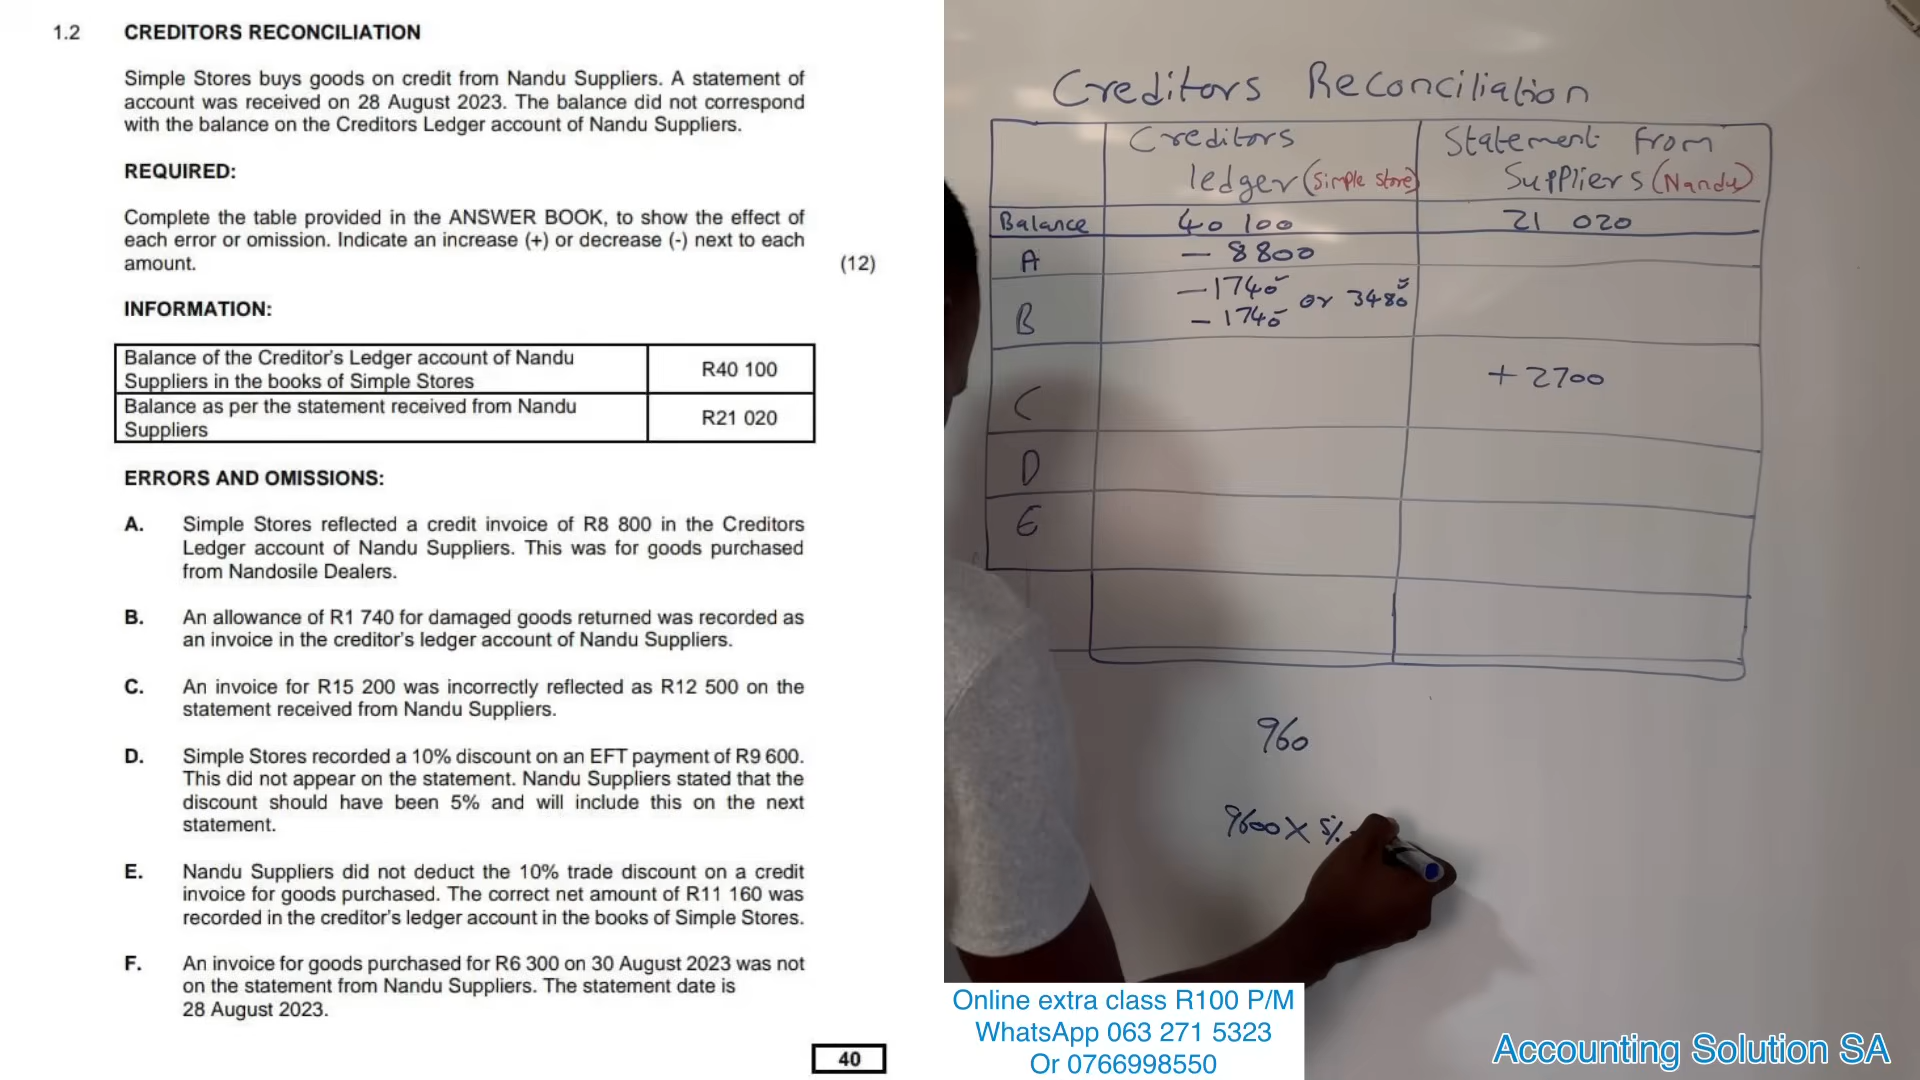 1.2 CREDITORS RECONCILIATION
Simple Stores buys goods on credit from Nandu Suppliers. A statement of
account was received on 28 August 2023. The balance did not correspond
with the balance on the Creditors Ledger account of Nandu Suppliers.
REQUIRED:
Complete the table provided in the ANSWER BOOK, to show the effect of
each error or omission. Indicate an increase (+) or decrease (-) next to each
amount. (12)
INFORMATION:
Balance of the Creditor's Ledger account of Nandu
Suppliers in the books of Simple Stores R40 100
Balance as per the statement received from Nandu
Suppliers R21 020
ERRORS AND OMISSIONS:
A. Simple Stores reflected a credit invoice of R8 800 in the Creditors
Ledger account of Nandu Suppliers. This was for goods purchased
from Nandosile Dealers.
B. An allowance of R1 740 for damaged goods returned was recorded as
an invoice in the creditor's ledger account of Nandu Suppliers.
C. An invoice for R15 200 was incorrectly reflected as R12 500 on the
statement received from Nandu Suppliers.
D. Simple Stores recorded a 10% discount on an EFT payment of R9 600.
This did not appear on the statement. Nandu Suppliers stated that the
discount should have been 5% and will include this on the next
statement.
E. Nandu Suppliers did not deduct the 10% trade discount on a credit
invoice for goods purchased. The correct net amount of R11 160 was
recorded in the creditor's ledger account in the books of Simple Stores.
F. An invoice for goods purchased for R6 300 on 30 August 2023 was not
on the statement from Nandu Suppliers. The statement date is
28 August 2023.
40
Creditors Reconciliation
Creditors
ledger (Simple Store)
Statement From
Suppliers (Nandu)
Balance 40 100 21 020
A - 8800
B - 1740 or 3480
- 1740
C + 2700
D
E
960
9600 X 5%
Online extra class R100 P/M
WhatsApp 063 271 5323
Or 0766998550
Accounting Solution SA